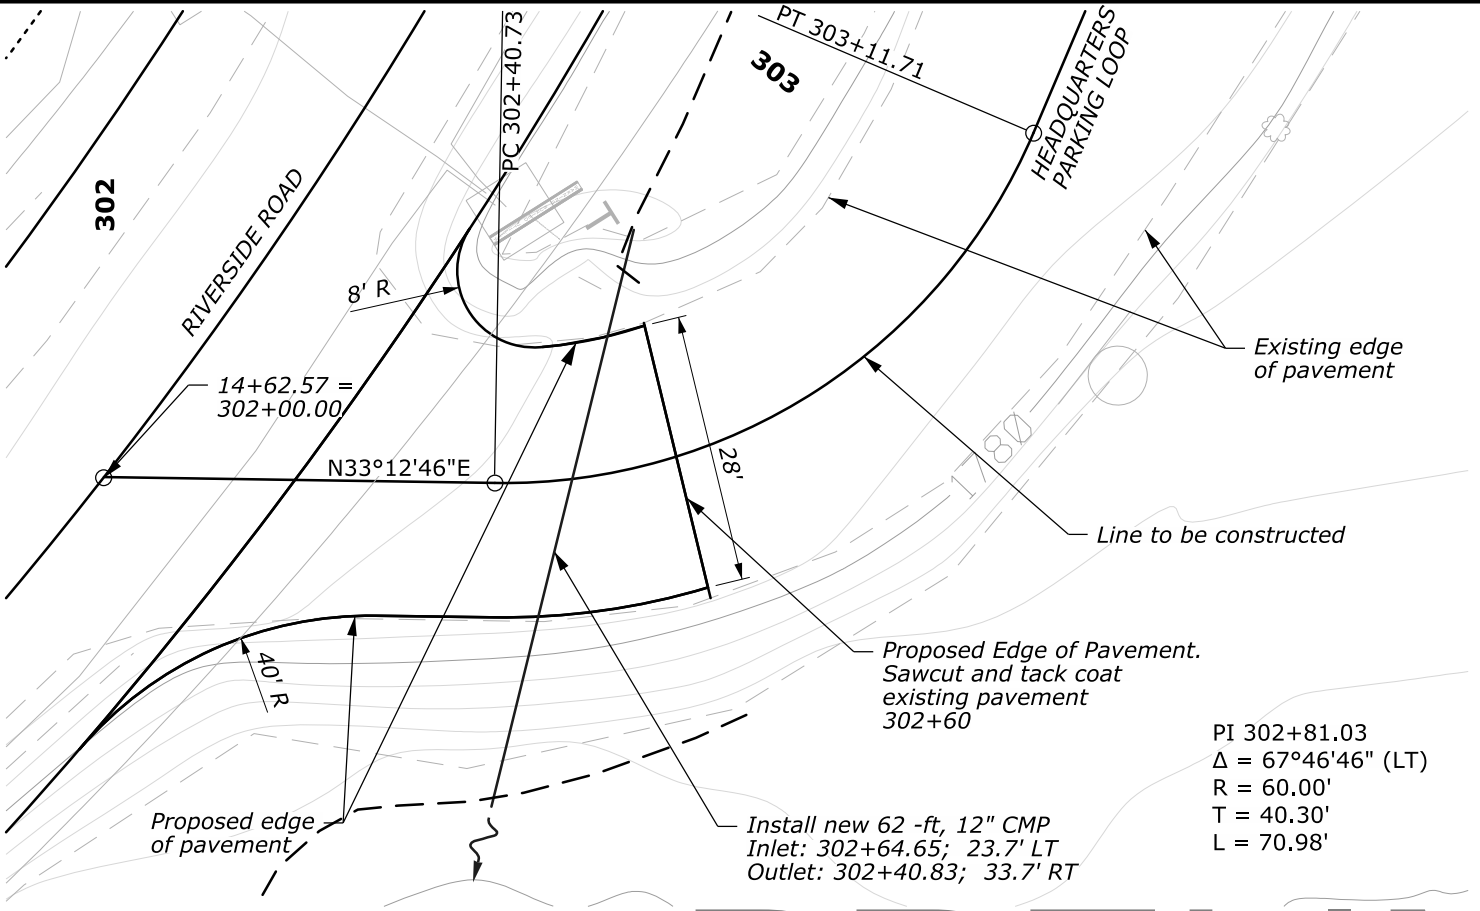 PT 303+11.71
303
PC 302+40.73
HEADQUARTERS
PARKING LOOP
302
RIVERSIDE ROAD
8' R
Existing edge
of pavement
14+62.57 =
302+00.00
N33°12'46"E
28'
1780
Line to be constructed
40' R
Proposed Edge of Pavement.
Sawcut and tack coat
existing pavement
302+60
PI 302+81.03
Δ = 67°46'46" (LT)
R = 60.00'
T = 40.30'
L = 70.98'
Proposed edge
of pavement
Install new 62 -ft, 12" CMP
Inlet: 302+64.65; 23.7' LT
Outlet: 302+40.83; 33.7' RT